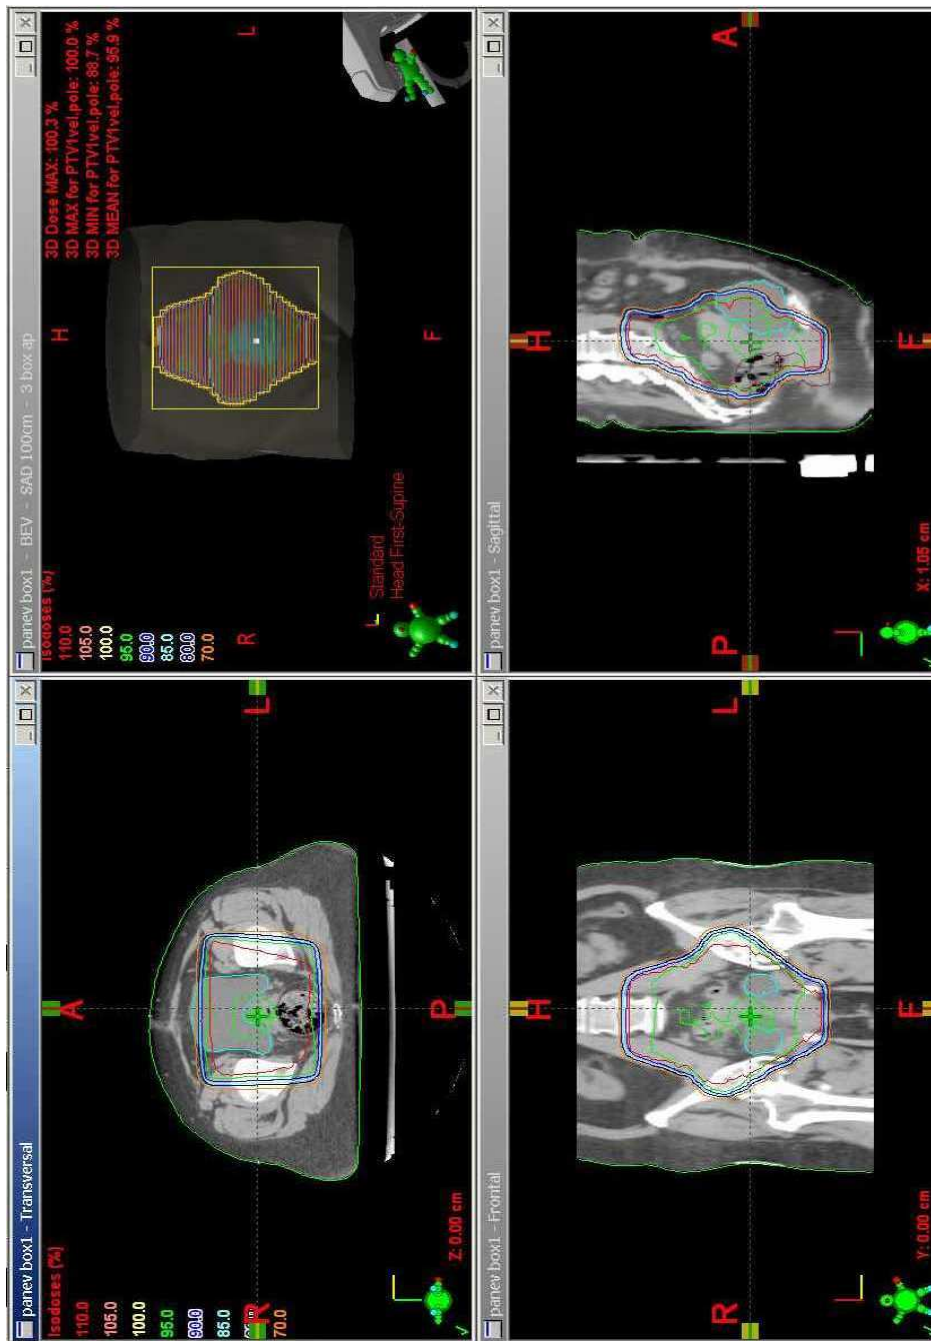 panev box1 - Transversal
Isodoses (%)
110.0
105.0
100.0
95.0
90.0
85.0
70.0
A
R
L
P
Z: 0.00 cm
panev box1 - BEV - SAD 100cm - 3 box ap
Isodoses (%)
110.0
105.0
100.0
95.0
90.0
85.0
80.0
70.0
3D Dose MAX: 100.3 %
3D MAX for PTV1vel.pole: 100.0 %
3D MIN for PTV1vel.pole: 88.7 %
3D MEAN for PTV1vel.pole: 95.9 %
H
R
L
F
L
Standard
Head First-Supine
panev box1 - Frontal
H
R
L
F
Y: 0.00 cm
panev box1 - Sagittal
H
P
A
F
X: 1.05 cm